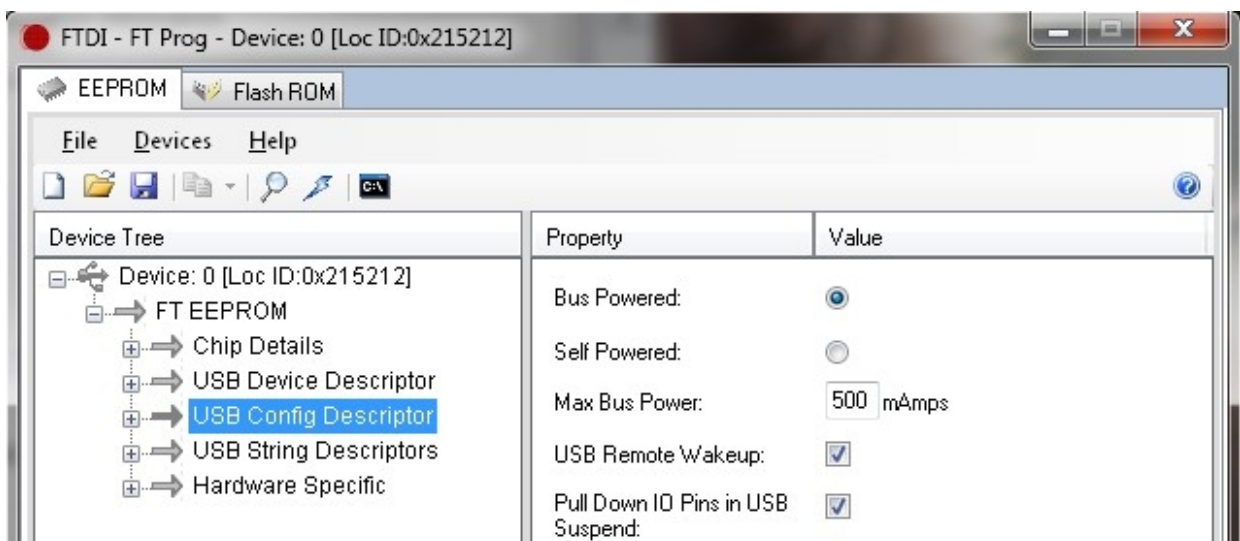 FTDI - FT Prog - Device: 0 [Loc ID:0x215212]
EEPROM Flash ROM
File Devices Help
C:\
Device Tree Property Value
Device: 0 [Loc ID:0x215212]
FT EEPROM
Chip Details
USB Device Descriptor
USB Config Descriptor
USB String Descriptors
Hardware Specific
Bus Powered:
Self Powered:
Max Bus Power: 500 mAmps
USB Remote Wakeup:
Pull Down IO Pins in USB
Suspend: